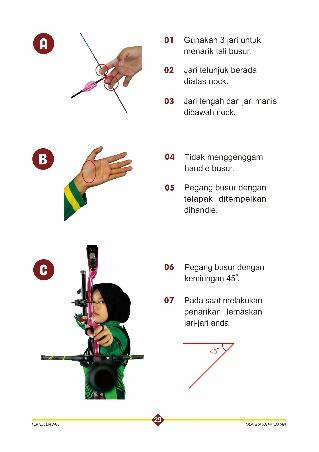 A
01 Gunakan 3 jari untuk
menarik tali busur.
02 Jari telunjuk berada
diatas nock.
03 Jari tengah dan jari manis
dibawah nock.
B
04 Tidak menggenggam
handle busur.
05 Pegang busur dengan
telapak ditempelkan
dihandle.
C
06 Pegang busur dengan
kemiringan 45°.
07 Pada saat melakukan
penarikan lemaskan
jari-jari anda.
45°
23